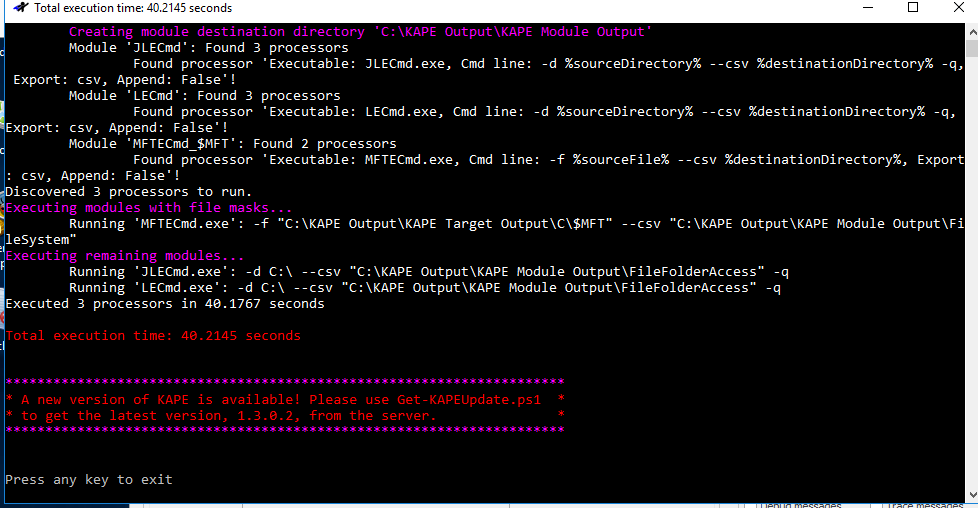 Total execution time: 40.2145 seconds
Creating module destination directory 'C:\KAPE Output\KAPE Module Output'
Module 'JLECmd': Found 3 processors
Found processor 'Executable: JLECmd.exe, Cmd line: -d %sourceDirectory% --csv %destinationDirectory% -q,
Export: csv, Append: False'!
Module 'LECmd': Found 3 processors
Found processor 'Executable: LECmd.exe, Cmd line: -d %sourceDirectory% --csv %destinationDirectory% -q,
Export: csv, Append: False'!
Module 'MFTECmd_$MFT': Found 2 processors
Found processor 'Executable: MFTECmd.exe, Cmd line: -f %sourceFile% --csv %destinationDirectory%, Export
: csv, Append: False'!
Discovered 3 processors to run.
Executing modules with file masks...
Running 'MFTECmd.exe': -f "C:\KAPE Output\KAPE Target Output\C\$MFT" --csv "C:\KAPE Output\KAPE Module Output\Fi
leSystem"
Executing remaining modules...
Running 'JLECmd.exe': -d C:\ --csv "C:\KAPE Output\KAPE Module Output\FileFolderAccess" -q
Running 'LECmd.exe': -d C:\ --csv "C:\KAPE Output\KAPE Module Output\FileFolderAccess" -q
Executed 3 processors in 40.1767 seconds
Total execution time: 40.2145 seconds
**********************************************************************
* A new version of KAPE is available! Please use Get-KAPEUpdate.ps1 *
* to get the latest version, 1.3.0.2, from the server. *
**********************************************************************
Press any key to exit
Debug messages
Trace messages